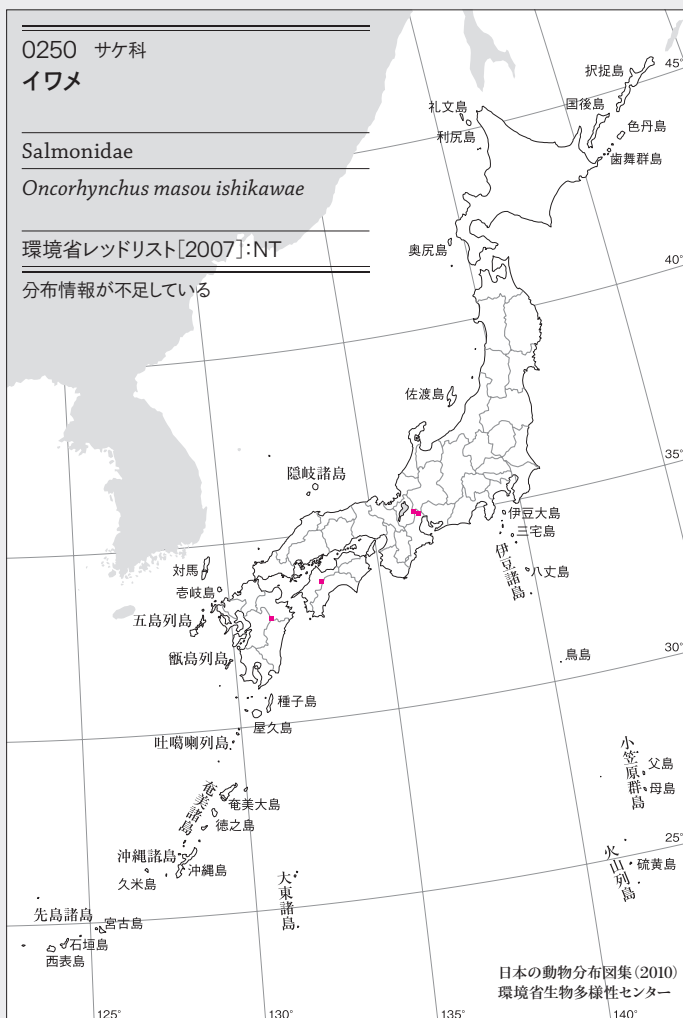 0250 サケ科
イワメ
Salmonidae
Oncorhynchus masou ishikawae
環境省レッドリスト[2007]:NT
分布情報が不足している
45°
択捉島
国後島
礼文島
色丹島
利尻島
歯舞群島
奥尻島
40°
佐渡島
35°
隠岐諸島
伊豆大島
三宅島
伊豆諸島
八丈島
対馬
壱岐島
五島列島
甑島列島
鳥島
30°
種子島
屋久島
吐噶喇列島
小笠原群島
父島
母島
奄美諸島
奄美大島
徳之島
25°
沖縄諸島
沖縄島
久米島
火山列島
硫黄島
大東諸島
先島諸島
宮古島
石垣島
西表島
日本の動物分布図集(2010)
環境省生物多様性センター
125°
130°
135°
140°